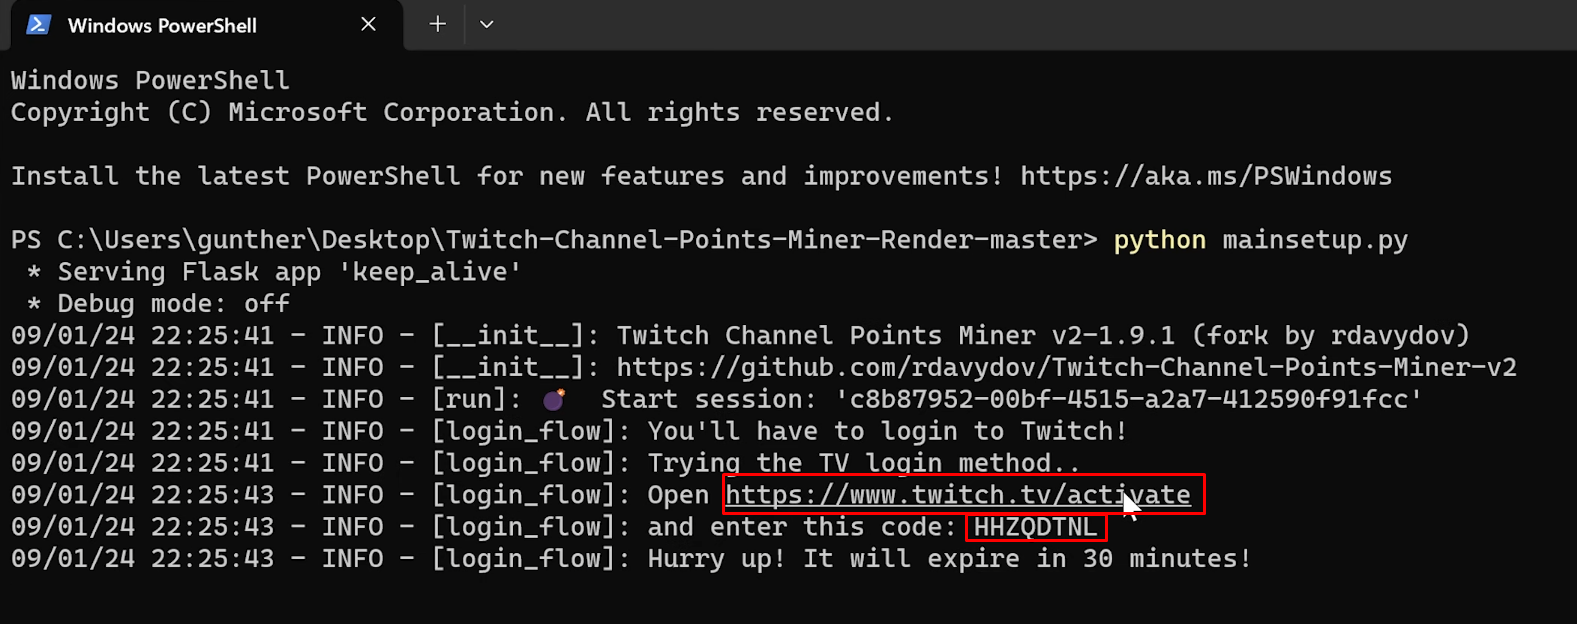 Windows PowerShell
Windows PowerShell
Copyright (C) Microsoft Corporation. All rights reserved.
Install the latest PowerShell for new features and improvements! https://aka.ms/PSWindows
PS C:\Users\gunther\Desktop\Twitch-Channel-Points-Miner-Render-master> python mainsetup.py
* Serving Flask app 'keep_alive'
* Debug mode: off
09/01/24 22:25:41 - INFO - [__init__]: Twitch Channel Points Miner v2-1.9.1 (fork by rdavydov)
09/01/24 22:25:41 - INFO - [__init__]: https://github.com/rdavydov/Twitch-Channel-Points-Miner-v2
09/01/24 22:25:41 - INFO - [run]: 💣 Start session: 'c8b87952-00bf-4515-a2a7-412590f91fcc'
09/01/24 22:25:41 - INFO - [login_flow]: You'll have to login to Twitch!
09/01/24 22:25:41 - INFO - [login_flow]: Trying the TV login method..
09/01/24 22:25:43 - INFO - [login_flow]: Open https://www.twitch.tv/activate
09/01/24 22:25:43 - INFO - [login_flow]: and enter this code: HHZQDTNL
09/01/24 22:25:43 - INFO - [login_flow]: Hurry up! It will expire in 30 minutes!